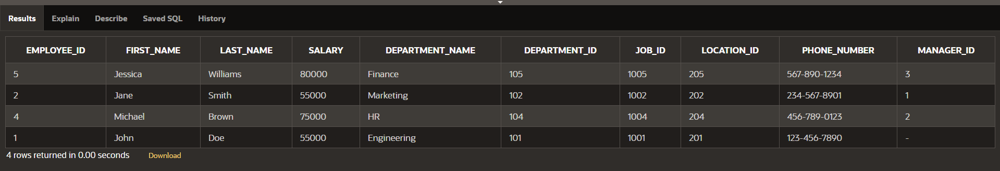 Results Explain Describe Saved SQL History
EMPLOYEE_ID FIRST_NAME LAST_NAME SALARY DEPARTMENT_NAME DEPARTMENT_ID JOB_ID LOCATION_ID PHONE_NUMBER MANAGER_ID
5 Jessica Williams 80000 Finance 105 1005 205 567-890-1234 3
2 Jane Smith 55000 Marketing 102 1002 202 234-567-8901 1
4 Michael Brown 75000 HR 104 1004 204 456-789-0123 2
1 John Doe 55000 Engineering 101 1001 201 123-456-7890 -
4 rows returned in 0.00 seconds Download